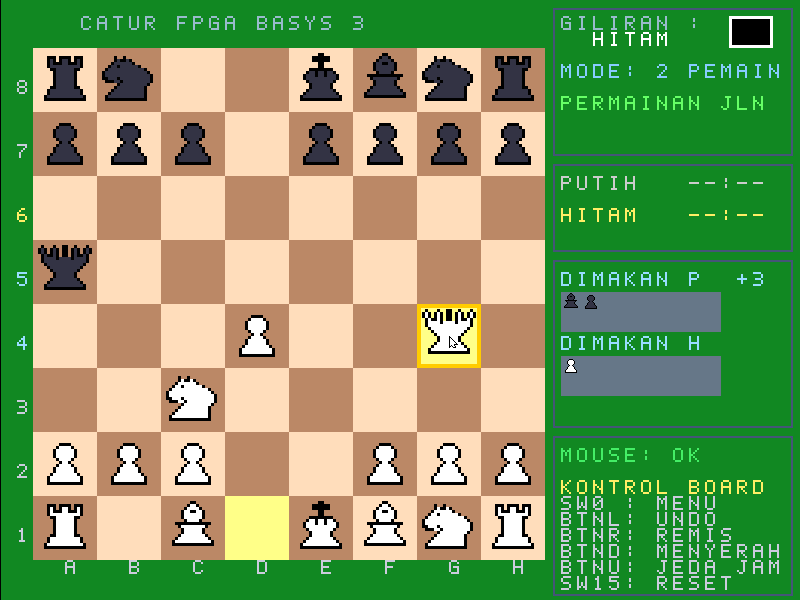 CATUR FPGA BASYS 3
8
7
6
5
4
3
2
1
A B C D E F G H
GILIRAN :
HITAM
MODE: 2 PEMAIN
PERMAINAN JLN
PUTIH --:--
HITAM --:--
DIMAKAN P +3
DIMAKAN H
MOUSE: OK
KONTROL BOARD
SW0 : MENU
BTNL: UNDO
BTNR: REMIS
BTND: MENYERAH
BTNU: JEDA JAM
SW15: RESET